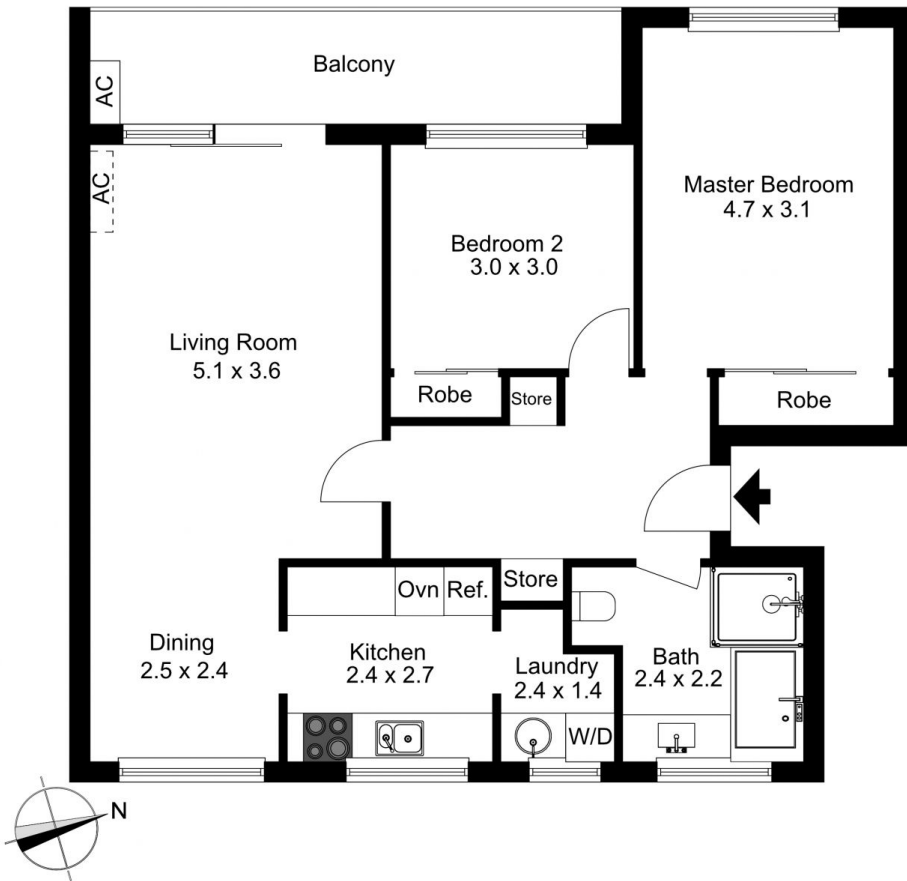 Balcony
AC
AC
Master Bedroom
4.7 x 3.1
Bedroom 2
3.0 x 3.0
Living Room
5.1 x 3.6
Robe
Store
Robe
Store
Ovn
Ref.
Dining
2.5 x 2.4
Kitchen
2.4 x 2.7
Laundry
2.4 x 1.4
Bath
2.4 x 2.2
W/D
N